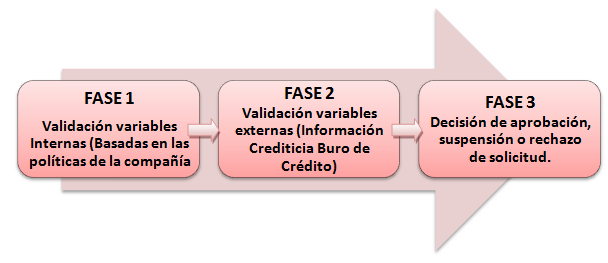 FASE 1
Validación variables
Internas (Basadas en las
políticas de la compañía
FASE 2
Validación variables
externas (Información
Crediticia Buro de
Crédito)
FASE 3
Decisión de aprobación,
suspensión o rechazo
de solicitud.